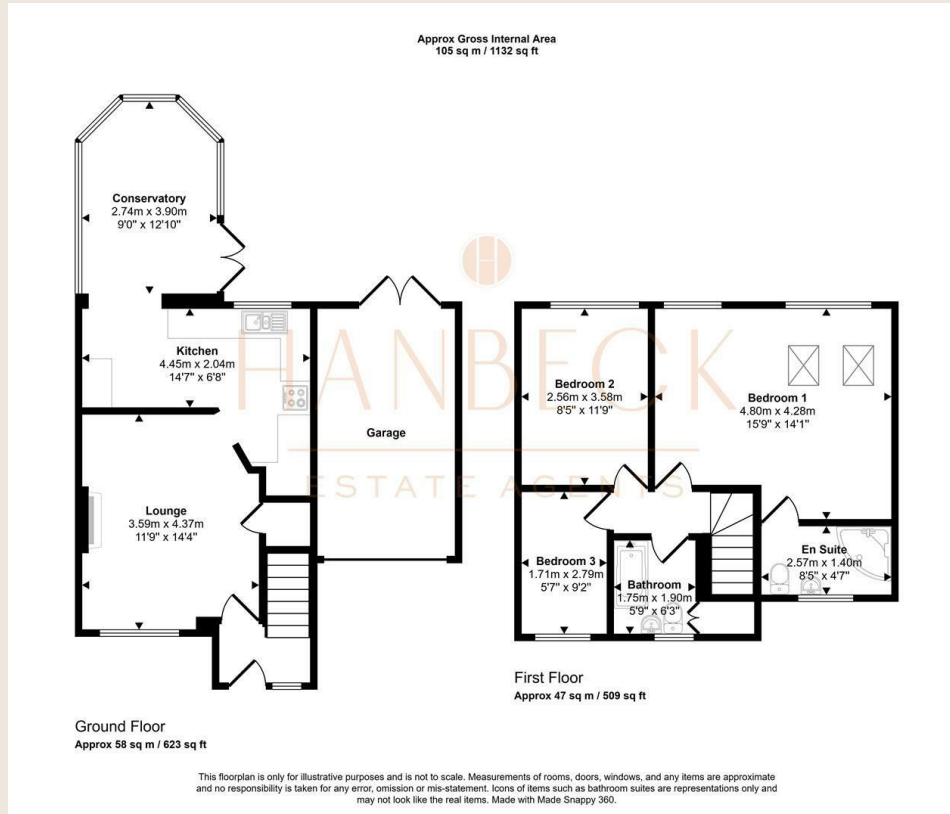 Approx Gross Internal Area
105 sq m / 1132 sq ft
Conservatory
2.74m x 3.90m
9'0" x 12'10"
Kitchen
4.45m x 2.04m
14'7" x 6'8"
Garage
Lounge
3.59m x 4.37m
11'9" x 14'4"
Bedroom 2
2.56m x 3.58m
8'5" x 11'9"
Bedroom 1
4.80m x 4.28m
15'9" x 14'1"
Bedroom 3
1.71m x 2.79m
5'7" x 9'2"
Bathroom
1.75m x 1.90m
5'9" x 6'3"
En Suite
2.57m x 1.40m
8'5" x 4'7"
H
HANBECK
ESTATE AGENTS
First Floor
Approx 47 sq m / 509 sq ft
Ground Floor
Approx 58 sq m / 623 sq ft
This floorplan is only for illustrative purposes and is not to scale. Measurements of rooms, doors, windows, and any items are approximate
and no responsibility is taken for any error, omission or mis-statement. Icons of items such as bathroom suites are representations only and
may not look like the real items. Made with Made Snappy 360.